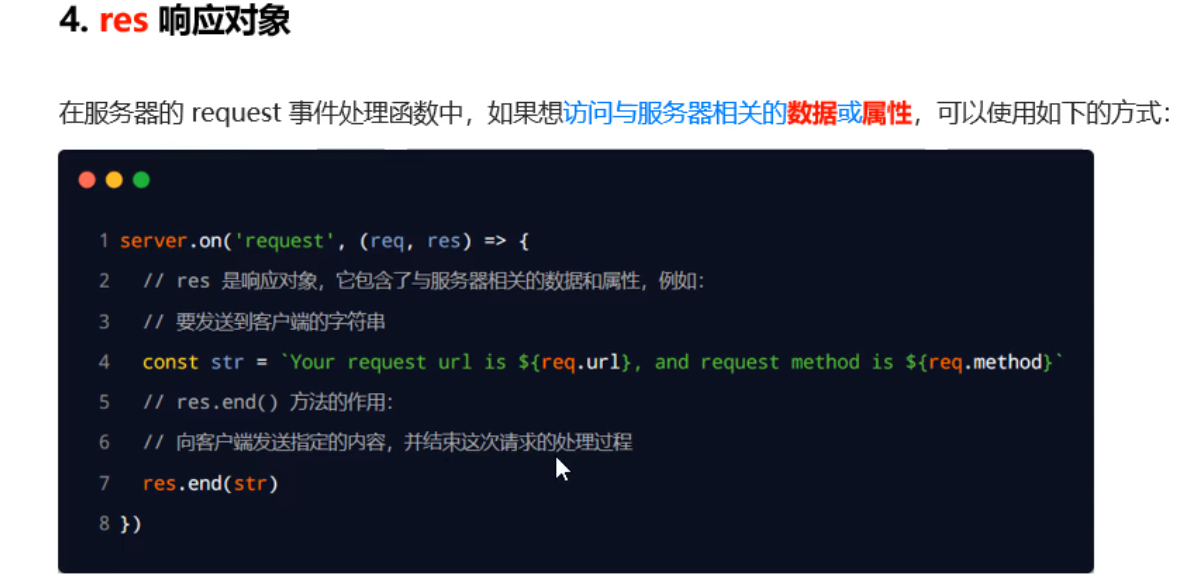 4. res 响应对象
在服务器的 request 事件处理函数中，如果想访问与服务器相关的数据或属性，可以使用如下的方式：
1 server.on('request', (req, res) => {
2 // res 是响应对象，它包含了与服务器相关的数据和属性，例如：
3 // 要发送到客户端的字符串
4 const str = `Your request url is ${req.url}, and request method is ${req.method}`
5 // res.end() 方法的作用：
6 // 向客户端发送指定的内容，并结束这次请求的处理过程
7 res.end(str)
8 })